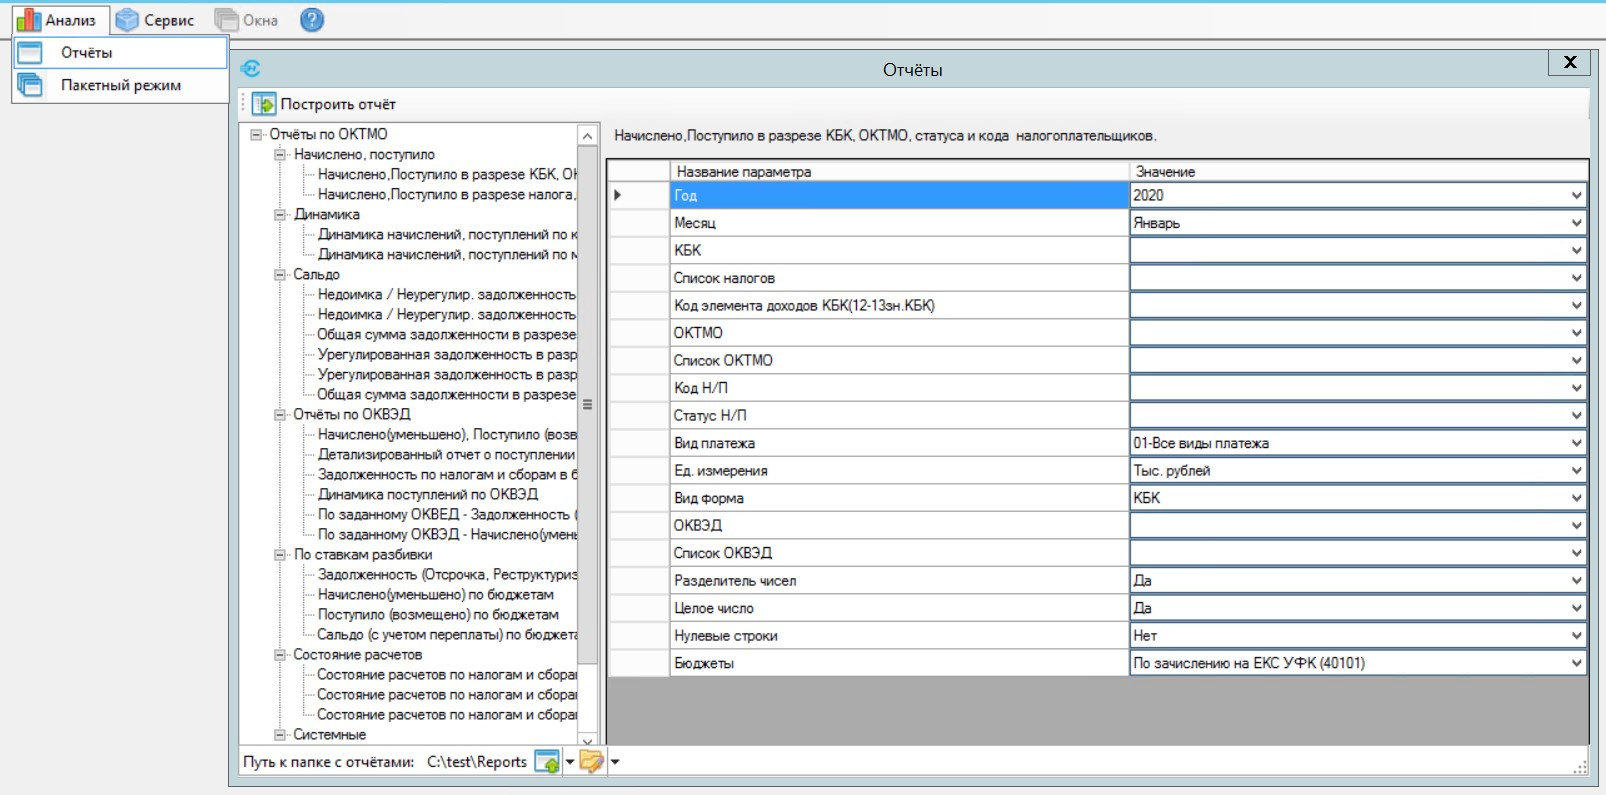 Анализ
Сервис
Окна
Отчёты
Пакетный режим
Отчёты
X
Построить отчёт
Отчёты по ОКТМО
Начислено, поступило
Начислено,Поступило в разрезе КБК, ОК
Начислено,Поступило в разрезе налога,
Динамика
Динамика начислений, поступлений по к
Динамика начислений, поступлений по м
Сальдо
Недоимка / Неурегулир. задолженность
Недоимка / Неурегулир. задолженность
Общая сумма задолженности в разрезе
Урегулированная задолженность в разр
Урегулированная задолженность в разр
Общая сумма задолженности в разрезе
Отчёты по ОКВЭД
Начислено(уменьшено), Поступило (возв
Детализированный отчет о поступлении
Задолженность по налогам и сборам в б
Динамика поступлений по ОКВЭД
По заданному ОКВЕД - Задолженность (
По заданному ОКВЭД - Начислено(умень
По ставкам разбивки
Задолженность (Отсрочка, Реструктуриз
Начислено(уменьшено) по бюджетам
Поступило (возмещено) по бюджетам
Сальдо (с учетом переплаты) по бюджета
Состояние расчетов
Состояние расчетов по налогам и сбора
Состояние расчетов по налогам и сбора
Состояние расчетов по налогам и сбора
Системные
Начислено,Поступило в разрезе КБК, ОКТМО, статуса и кода налогоплательщиков.
Название параметра Значение
Год 2020
Месяц Январь
КБК
Список налогов
Код элемента доходов КБК(12-13зн.КБК)
ОКТМО
Список ОКТМО
Код Н/П
Статус Н/П
Вид платежа 01-Все виды платежа
Ед. измерения Тыс. рублей
Вид форма КБК
ОКВЭД
Список ОКВЭД
Разделитель чисел Да
Целое число Да
Нулевые строки Нет
Бюджеты По зачислению на ЕКС УФК (40101)
Путь к папке с отчётами: C:\test\Reports